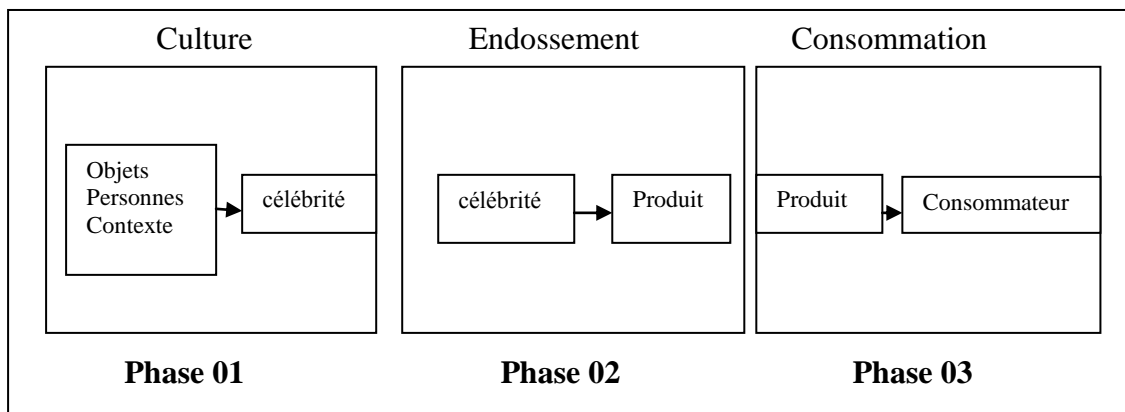 Culture
Endossement
Consommation
Objets
Personnes
Contexte
célébrité
célébrité
Produit
Produit
Consommateur
Phase 01
Phase 02
Phase 03